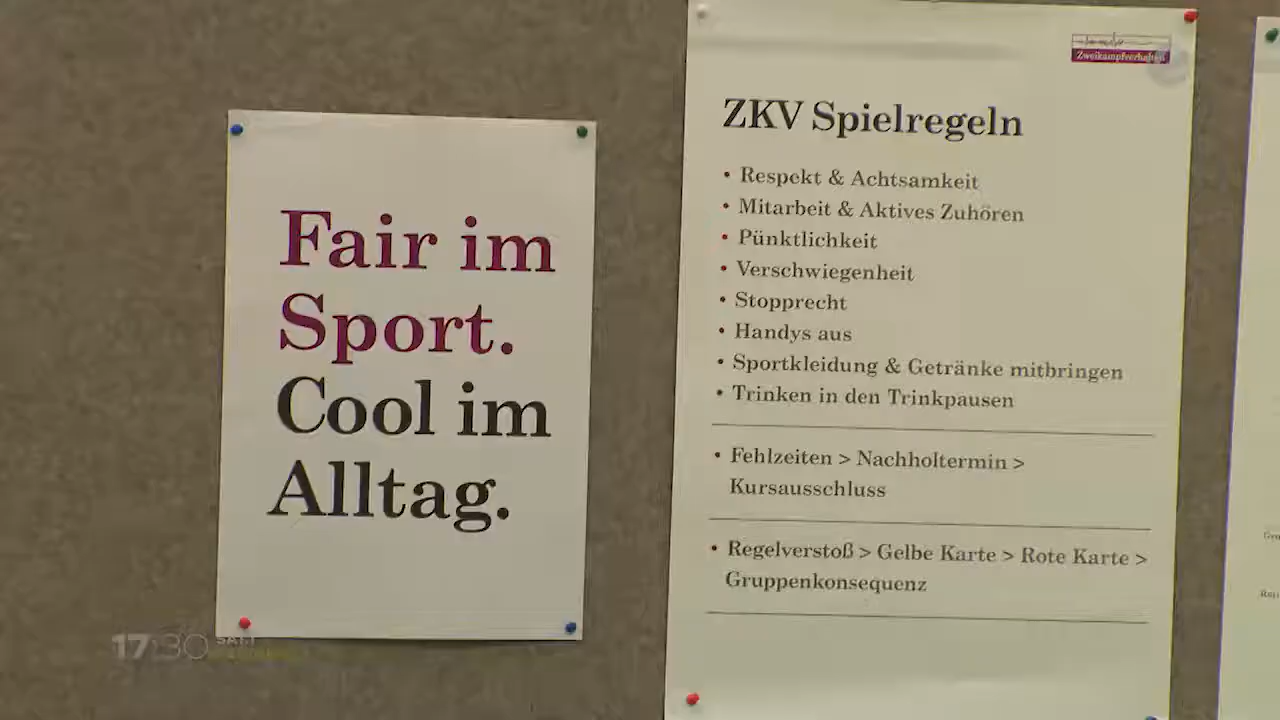 Fair im
Sport.
Cool im
Alltag.
Zweikampfverhalten
ZKV Spielregeln
• Respekt & Achtsamkeit
• Mitarbeit & Aktives Zuhören
• Pünktlichkeit
• Verschwiegenheit
• Stopprecht
• Handys aus
• Sportkleidung & Getränke mitbringen
• Trinken in den Trinkpausen
• Fehlzeiten > Nachholtermin >
Kursausschluss
• Regelverstoß > Gelbe Karte > Rote Karte >
Gruppenkonsequenz
17:30